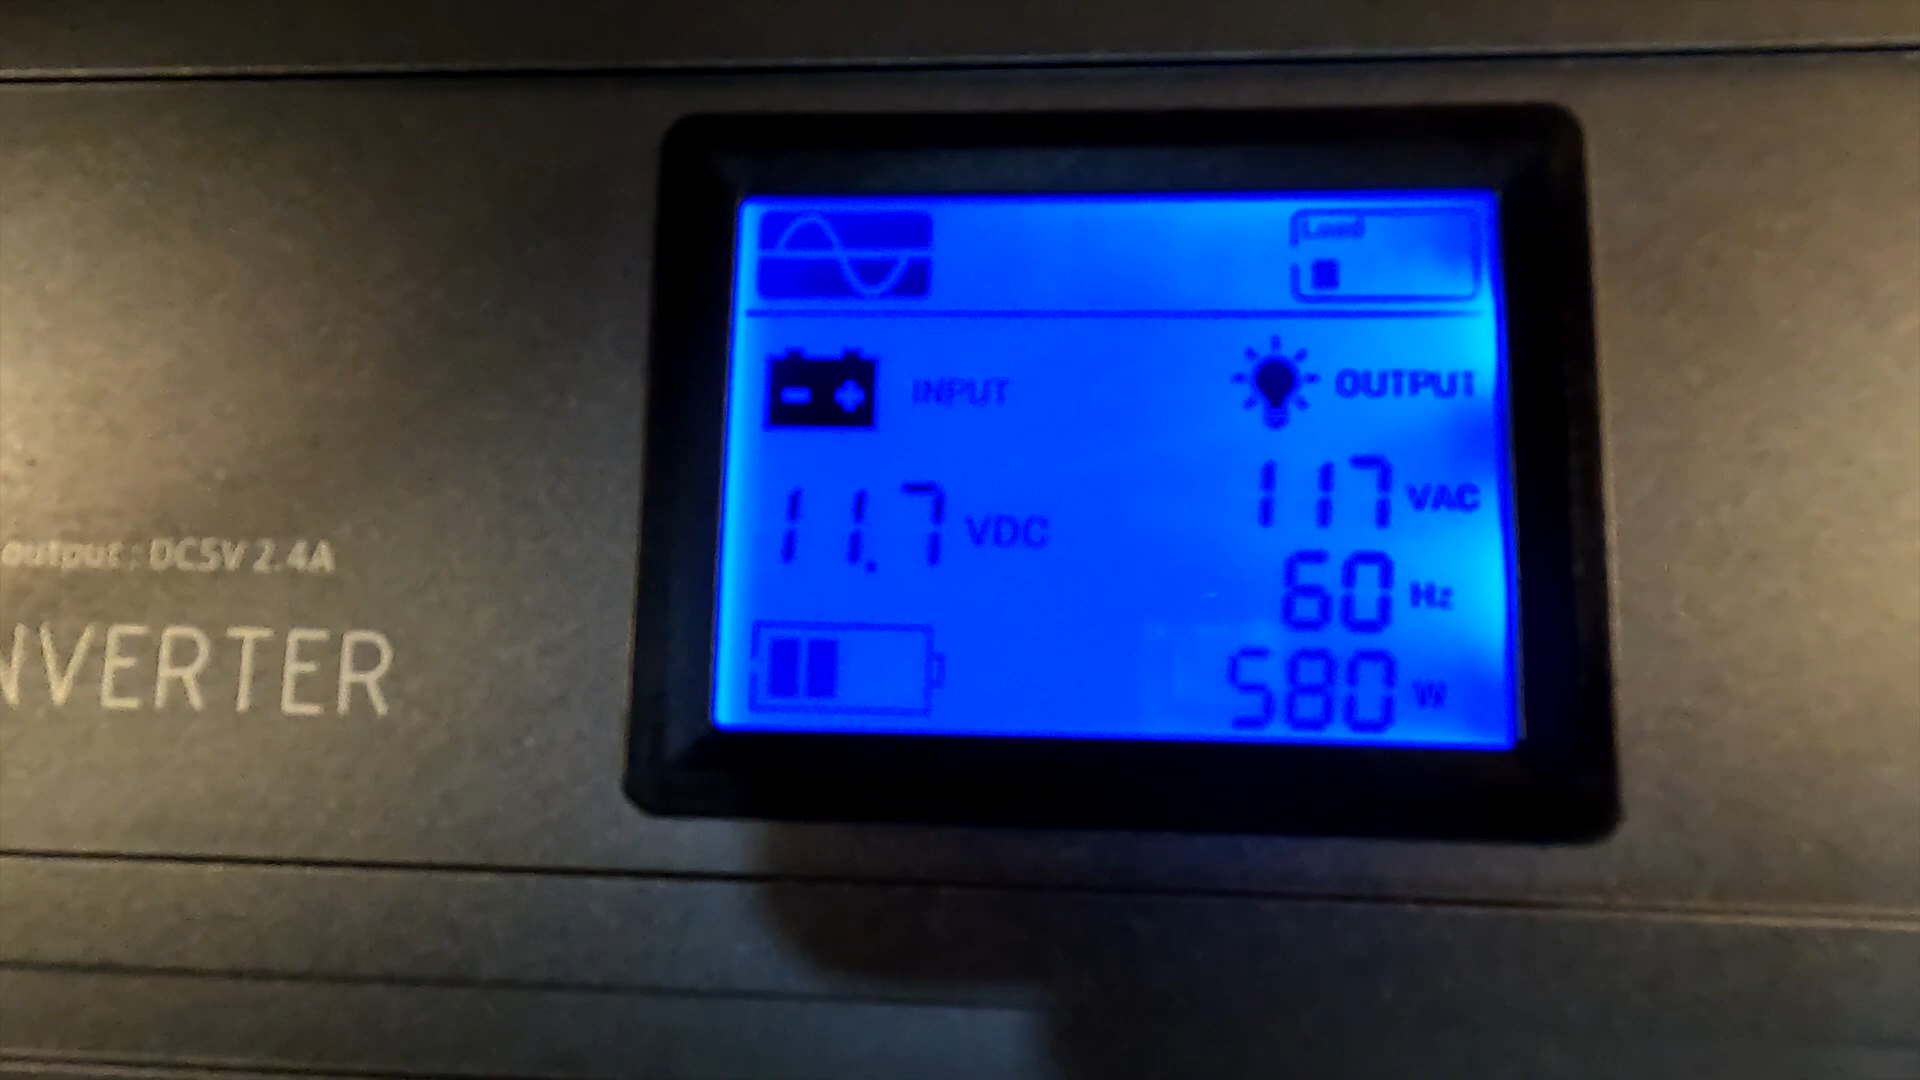 output: DC5V 2.4A
NVERTER
Load
INPUT
OUTPUT
11.7 VDC
117 VAC
60 Hz
580 W